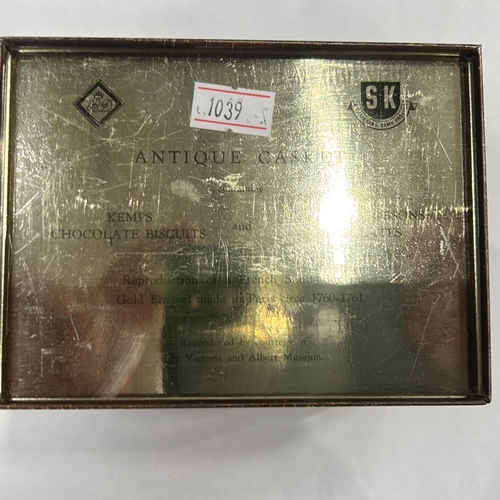 1039
SK
ANTIQUE CASKET
KEMPS
CHOCOLATE BISCUITS
and
Reproduction of a French
Gold Enamel made in Paris circa 1760-1761.
Reproduced by courtesy of
Victoria and Albert Museum.